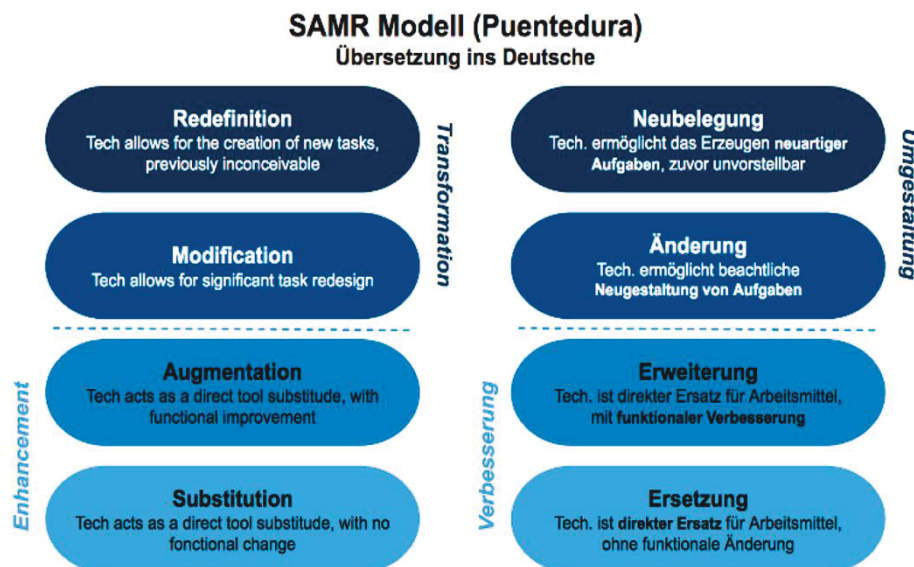 SAMR Modell (Puentedura)
Übersetzung ins Deutsche
Redefinition
Tech allows for the creation of new tasks,
previously inconceivable
Modification
Tech allows for significant task redesign
Transformation
Augmentation
Tech acts as a direct tool substitude, with
functional improvement
Substitution
Tech acts as a direct tool substitude, with no
fonctional change
Enhancement
Neubelegung
Tech. ermöglicht das Erzeugen neuartiger
Aufgaben, zuvor unvorstellbar
Änderung
Tech. ermöglicht beachtliche
Neugestaltung von Aufgaben
Umgestaltung
Erweiterung
Tech. ist direkter Ersatz für Arbeitsmittel,
mit funktionaler Verbesserung
Ersetzung
Tech. ist direkter Ersatz für Arbeitsmittel,
ohne funktionale Änderung
Verbesserung